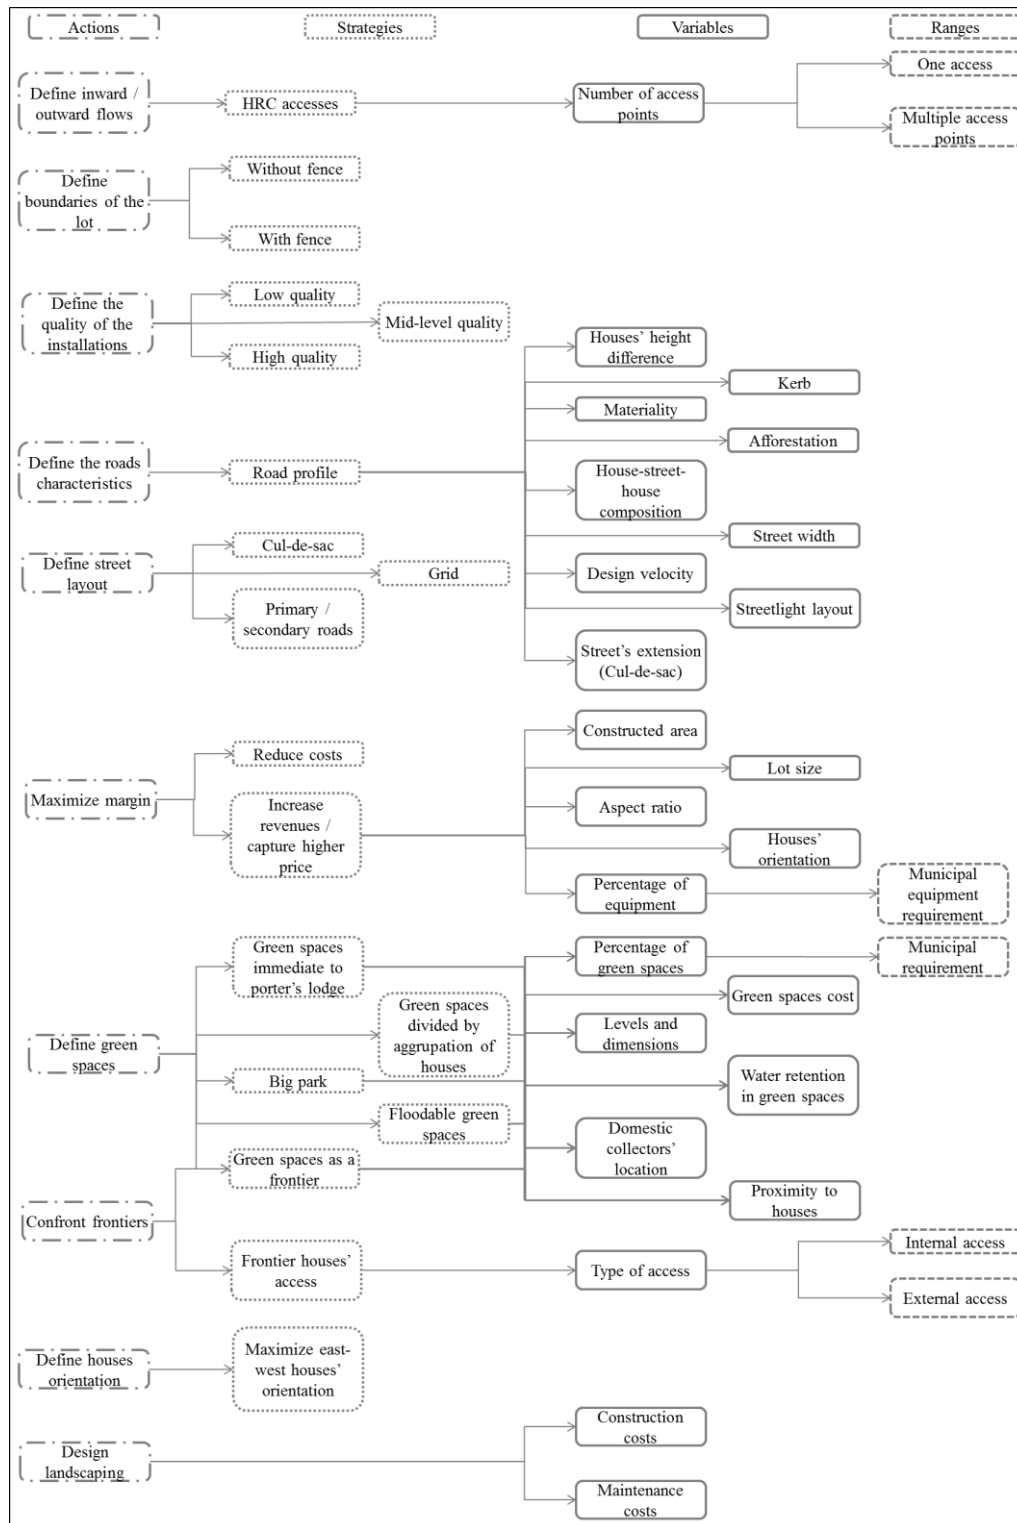 Actions
Strategies
Variables
Ranges
Define inward /
outward flows
HRC accesses
Number of access
points
One access
Multiple access
points
Define
boundaries of the
lot
Without fence
With fence
Define the
quality of the
installations
Low quality
Mid-level quality
High quality
Houses' height
difference
Kerb
Materiality
Afforestation
Define the roads
characteristics
Road profile
House-street-
house
composition
Street width
Define street
layout
Cul-de-sac
Grid
Primary /
secondary roads
Design velocity
Streetlight layout
Street's extension
(Cul-de-sac)
Maximize margin
Reduce costs
Increase
revenues /
capture higher
price
Constructed area
Lot size
Aspect ratio
Houses'
orientation
Percentage of
equipment
Municipal
equipment
requirement
Define green
spaces
Green spaces
immediate to
porter's lodge
Green spaces
divided by
aggrupation of
houses
Big park
Floodable green
spaces
Green spaces as a
frontier
Percentage of
green spaces
Municipal
requirement
Green spaces cost
Levels and
dimensions
Water retention
in green spaces
Domestic
collectors'
location
Proximity to
houses
Confront frontiers
Frontier houses'
access
Type of access
Internal access
External access
Define houses
orientation
Maximize east-
west houses'
orientation
Design
landscaping
Construction
costs
Maintenance
costs